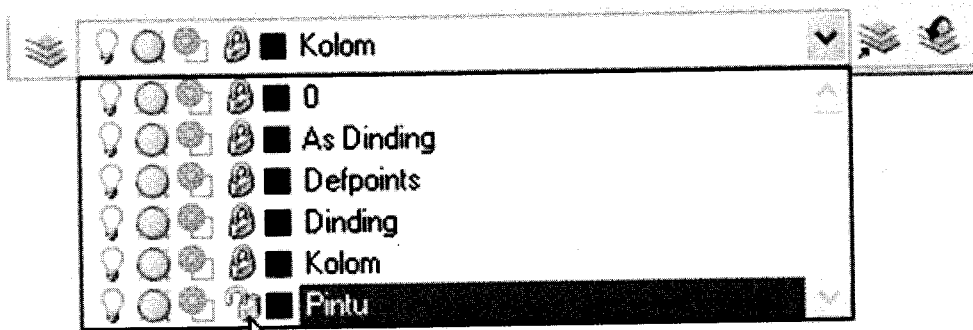 Kolom
0
As Dinding
Defpoints
Dinding
Kolom
Pintu